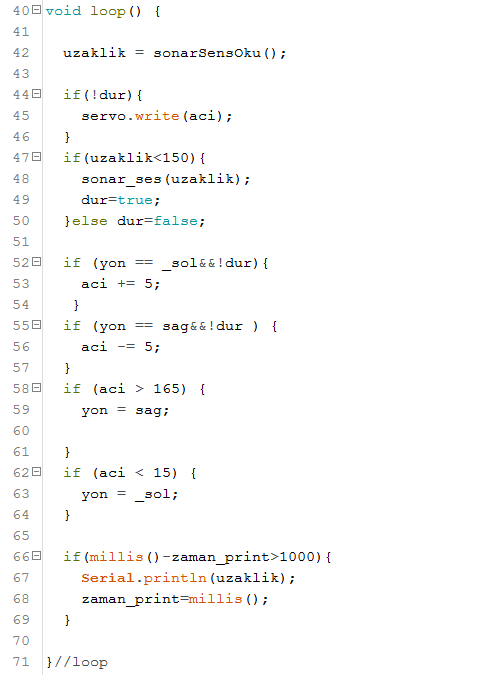 40 void loop() {
41
42   uzaklik = sonarSensOku();
43
44   if(!dur){
45     servo.write(aci);
46   }
47   if(uzaklik<150){
48     sonar_ses(uzaklik);
49     dur=true;
50   }else dur=false;
51
52   if (yon == _sol&&!dur){
53     aci += 5;
54    }
55   if (yon == sag&&!dur ) {
56     aci -= 5;
57   }
58   if (aci > 165) {
59     yon = sag;
60
61   }
62   if (aci < 15) {
63     yon = _sol;
64   }
65
66   if(millis()-zaman_print>1000){
67     Serial.println(uzaklik);
68     zaman_print=millis();
69   }
70
71 }//loop